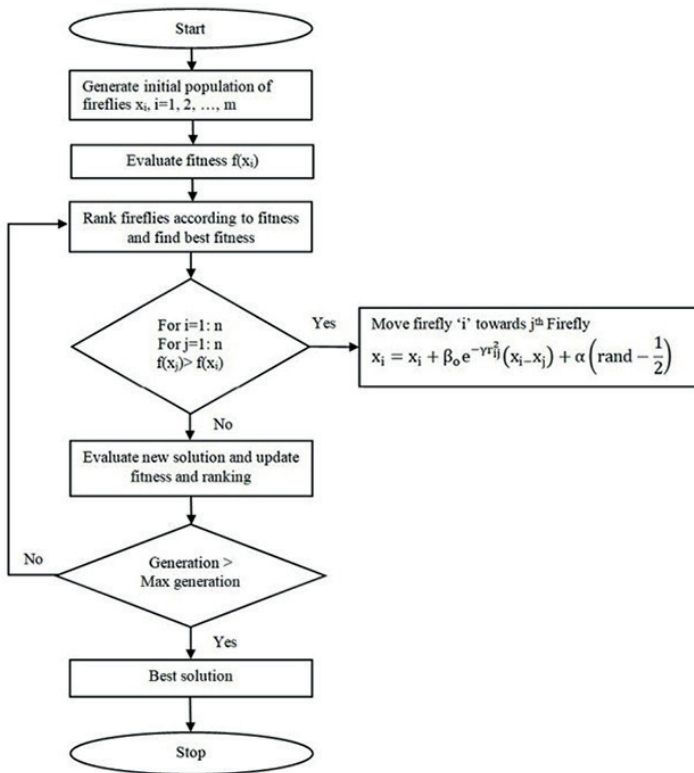 Start
Generate initial population of
fireflies xᵢ, i=1, 2, …, m
Evaluate fitness f(xᵢ)
Rank fireflies according to fitness
and find best fitness
For i=1: n
For j=1: n
f(xⱼ)> f(xᵢ)
Yes
Move firefly ‘i’ towards jᵗʰ Firefly
xᵢ = xᵢ + βₒe^(−γr²ᵢⱼ)(xᵢ₋xⱼ) + α(rand − 1/2)
No
Evaluate new solution and update
fitness and ranking
No
Generation >
Max generation
Yes
Best solution
Stop